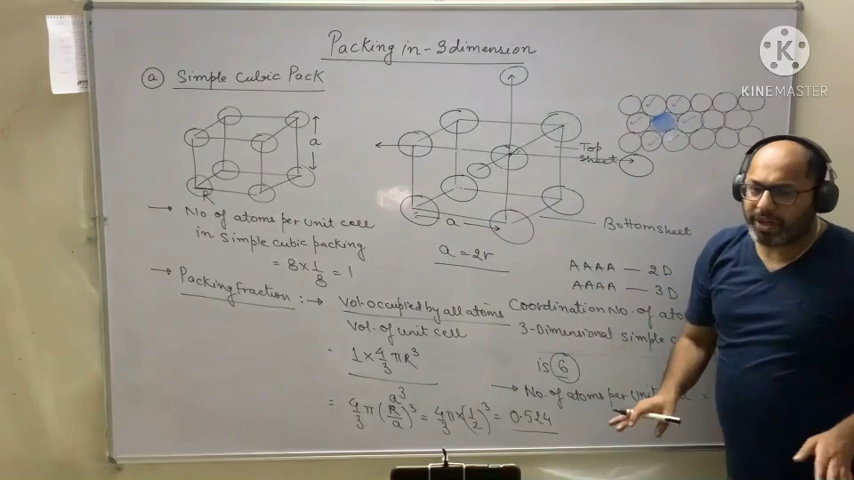 Packing in - 3 dimension
K
KINEMASTER
a Simple Cubic Pack
a
R
Top sheet
a
Bottom sheet
a = 2r
→ No. of atoms per unit cell
in simple cubic packing
= 8 × 1/8 = 1
AAAA — 2D
AAAA — 3D
→ Packing fraction :→ Vol. occupied by all atoms
Vol. of unit cell
Coordination No. of ato
3-Dimensional simple c
is 6
1 × 4/3 πR³
a³
→ No. of atoms per unit =
= 4/3 π (R/a)³ = 4/3 π × (1/2)³ = 0.524